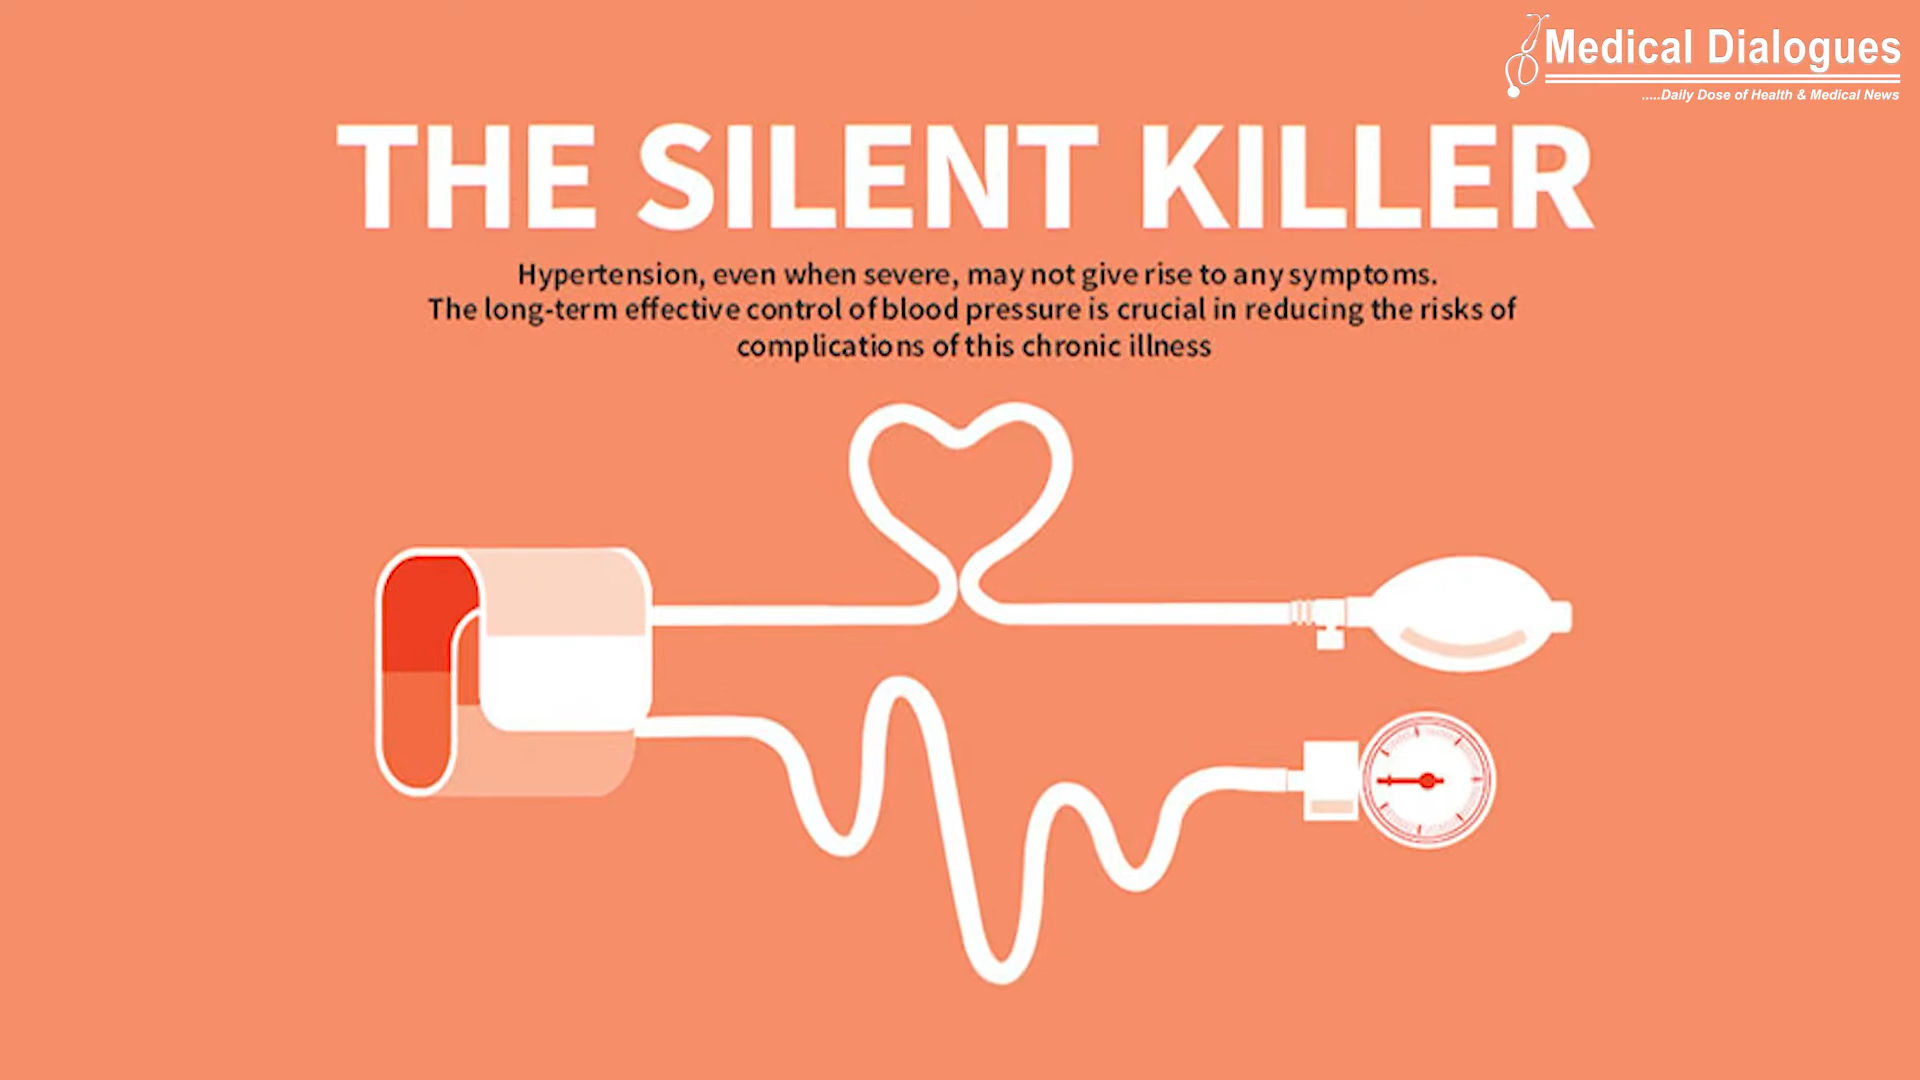 Medical Dialogues
.....Daily Dose of Health & Medical News
THE SILENT KILLER
Hypertension, even when severe, may not give rise to any symptoms.
The long-term effective control of blood pressure is crucial in reducing the risks of
complications of this chronic illness